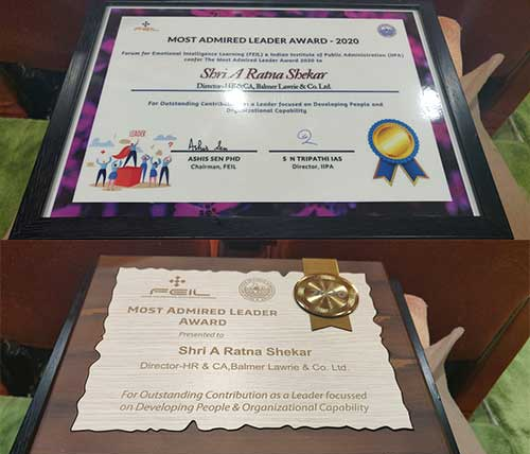 FEIL
MOST ADMIRED LEADER AWARD - 2020
Forum for Emotional Intelligence Learning (FEIL) & Indian Institute of Public Administration (IIPA)
confer The Most Admired Leader Award 2020 to
Shri A Ratna Shekar
Director-HR&CA, Balmer Lawrie & Co. Ltd.
For Outstanding Contribution as a Leader focused on Developing People and
Organizational Capability
LEADER
ASHIS SEN PHD
Chairman, FEIL
S N TRIPATHI IAS
Director, IIPA
FEIL
MOST ADMIRED LEADER
AWARD
Presented to
Shri A Ratna Shekar
Director-HR & CA,Balmer Lawrie & Co. Ltd.
For Outstanding Contribution as a Leader focussed
on Developing People & Organizational Capability